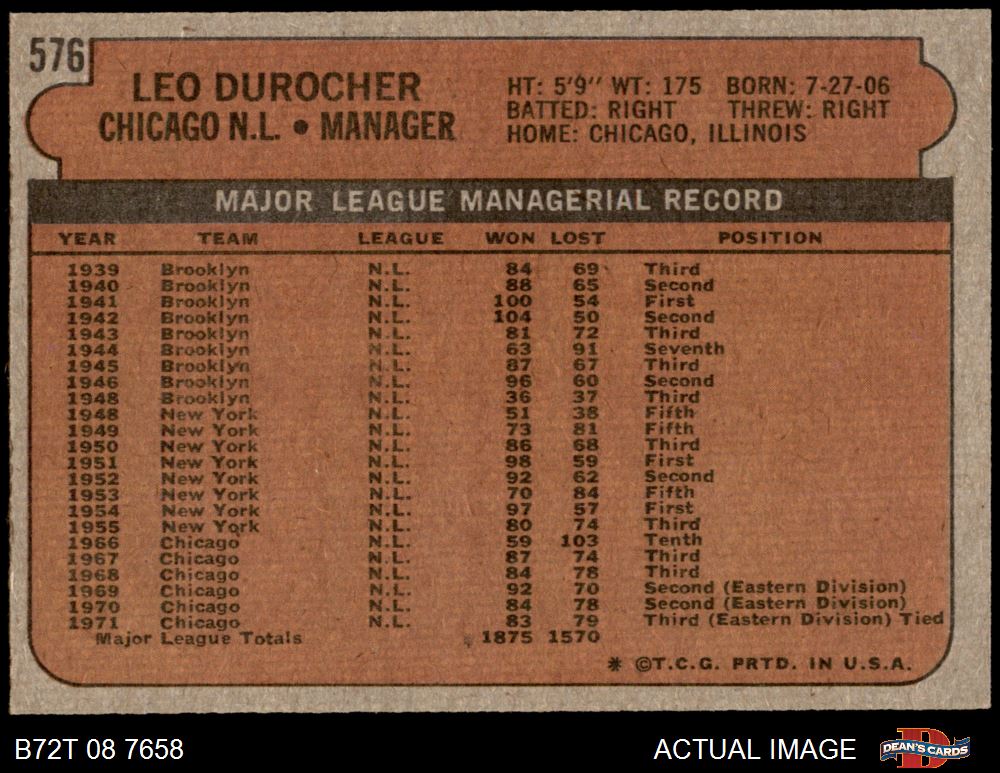 576
LEO DUROCHER
CHICAGO N.L. • MANAGER
HT: 5'9" WT: 175 BORN: 7-27-06
BATTED: RIGHT THREW: RIGHT
HOME: CHICAGO, ILLINOIS
MAJOR LEAGUE MANAGERIAL RECORD
YEAR TEAM LEAGUE WON LOST POSITION
1939 Brooklyn N.L. 84 69 Third
1940 Brooklyn N.L. 88 65 Second
1941 Brooklyn N.L. 100 54 First
1942 Brooklyn N.L. 104 50 Second
1943 Brooklyn N.L. 81 72 Third
1944 Brooklyn N.L. 63 91 Seventh
1945 Brooklyn N.L. 87 67 Third
1946 Brooklyn N.L. 96 60 Second
1948 Brooklyn N.L. 36 37 Third
1948 New York N.L. 51 38 Fifth
1949 New York N.L. 73 81 Fifth
1950 New York N.L. 86 68 Third
1951 New York N.L. 98 59 First
1952 New York N.L. 92 62 Second
1953 New York N.L. 70 84 Fifth
1954 New York N.L. 97 57 First
1955 New York N.L. 80 74 Third
1966 Chicago N.L. 59 103 Tenth
1967 Chicago N.L. 87 74 Third
1968 Chicago N.L. 84 78 Third
1969 Chicago N.L. 92 70 Second (Eastern Division)
1970 Chicago N.L. 84 78 Second (Eastern Division)
1971 Chicago N.L. 83 79 Third (Eastern Division) Tied
Major League Totals 1875 1570
* ©T.C.G. PRTD. IN U.S.A.
B72T 08 7658 ACTUAL IMAGE DEAN'S CARDS